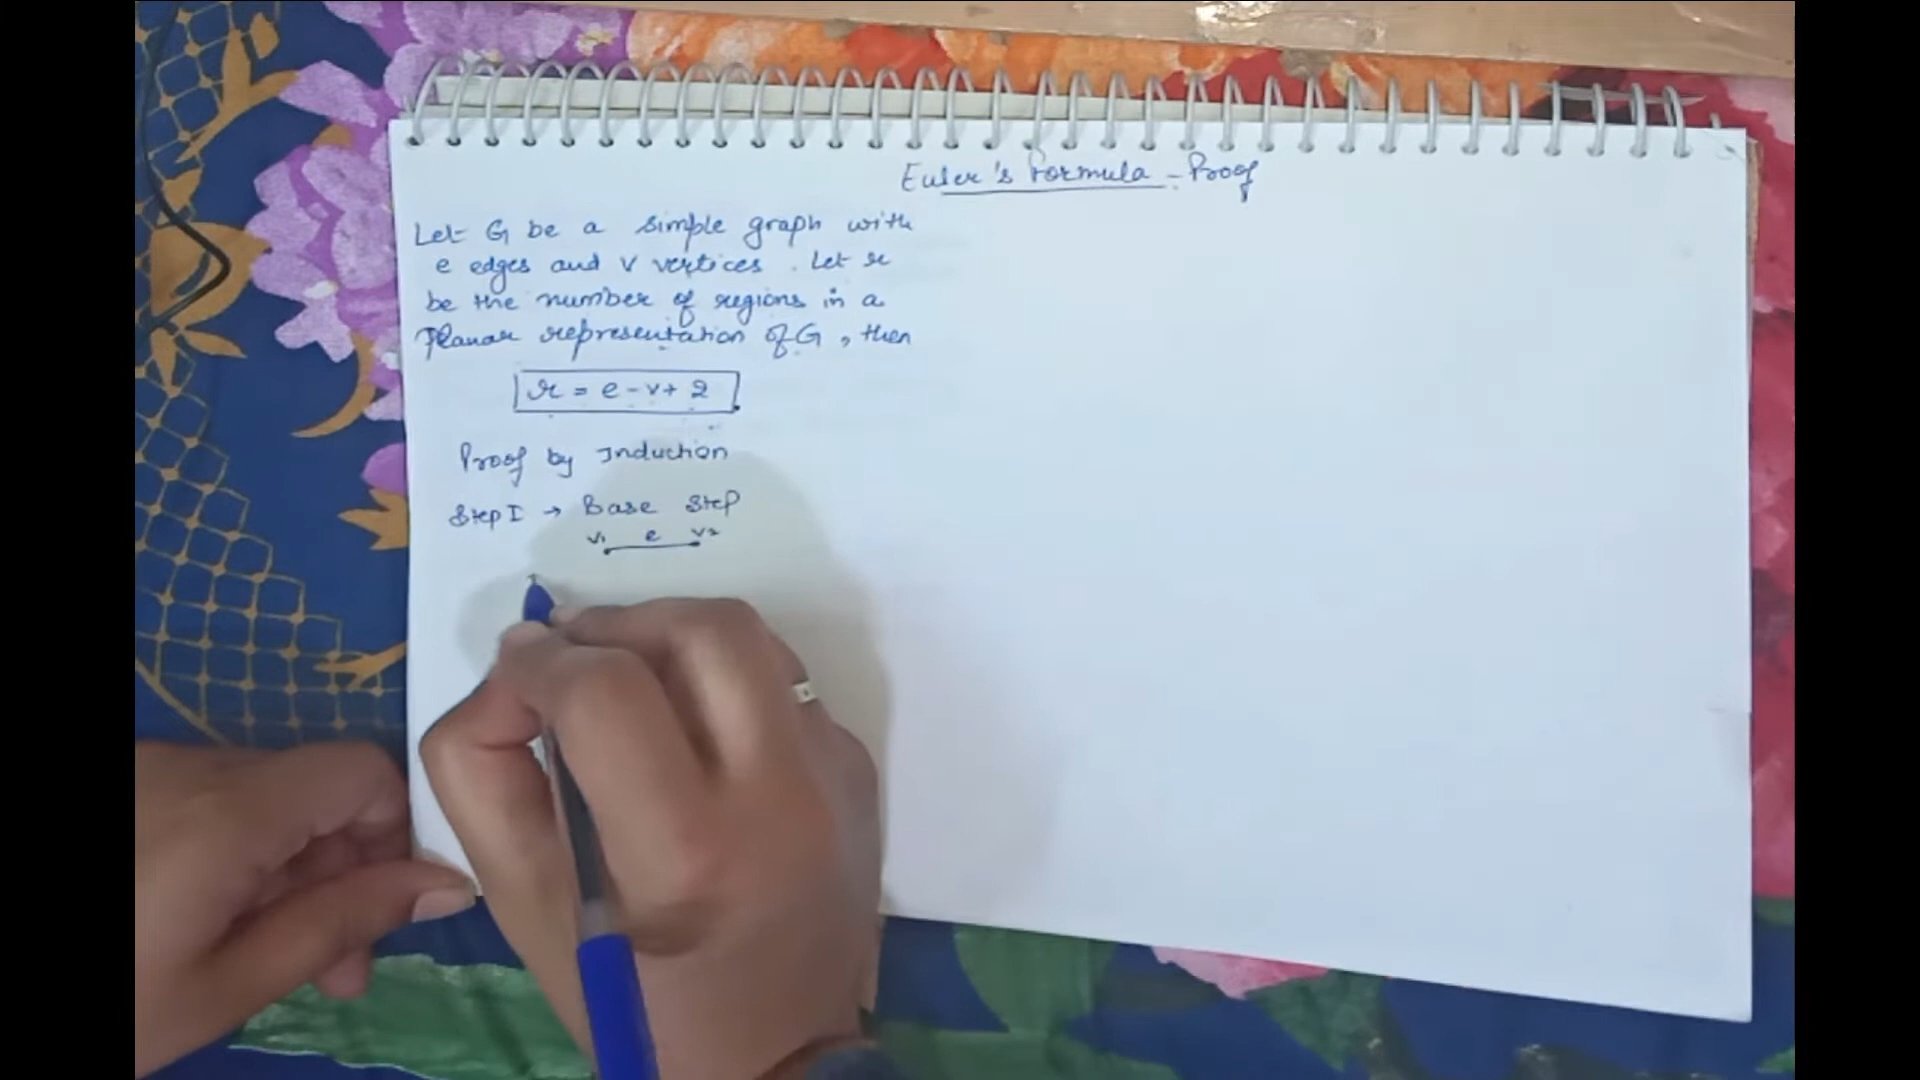 Euler's Formula - Proof
Let G be a simple graph with
e edges and v vertices. Let r
be the number of regions in a
Planar representation of G, then
r = e - v + 2
Proof by Induction
Step I → Base Step
v1 e v2